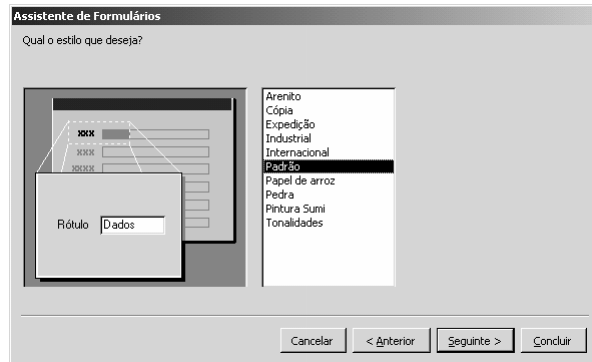 Assistente de Formulários
Qual o estilo que deseja?
xxx
xxx
xxxx
Rótulo Dados
Arenito
Cópia
Expedição
Industrial
Internacional
Padrão
Papel de arroz
Pedra
Pintura Sumi
Tonalidades
Cancelar < Anterior Seguinte > Concluir